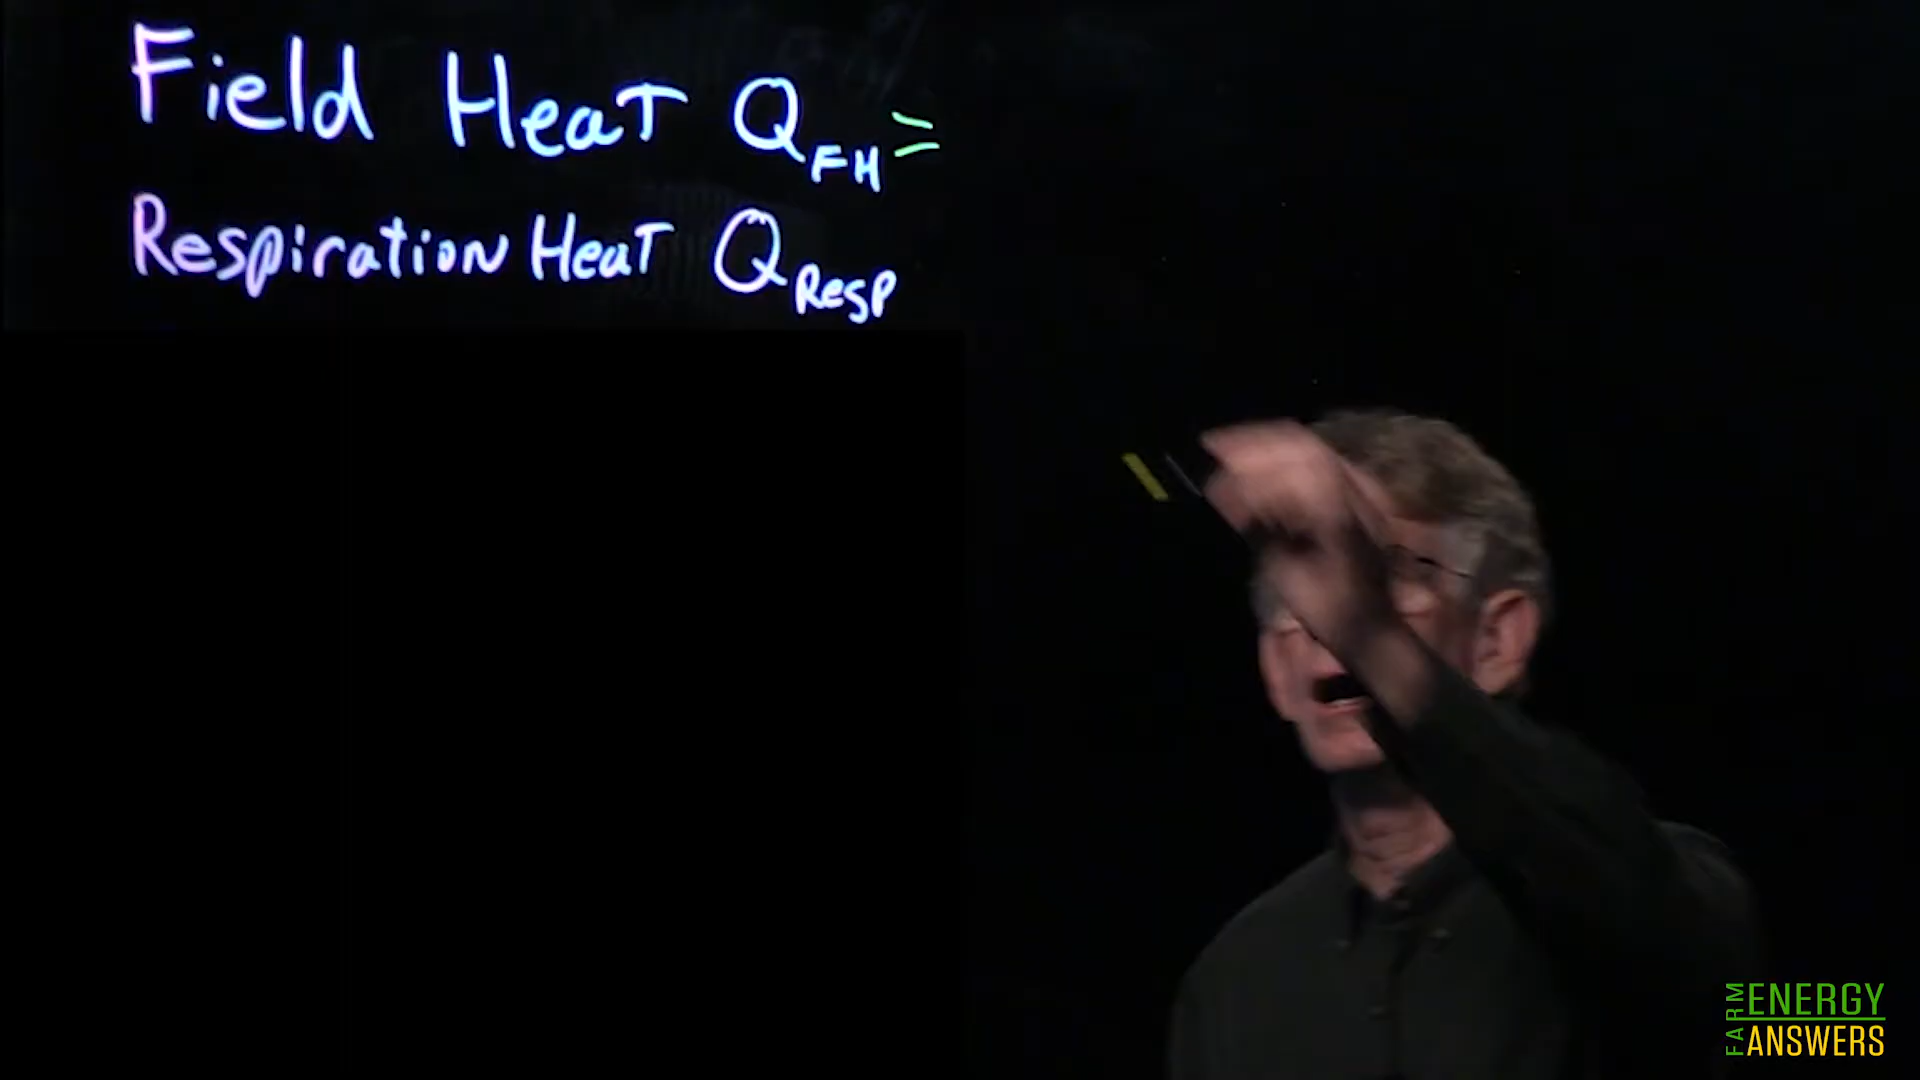 Field Heat Q_FH =
Respiration Heat Q_Resp
FARM ENERGY
ANSWERS